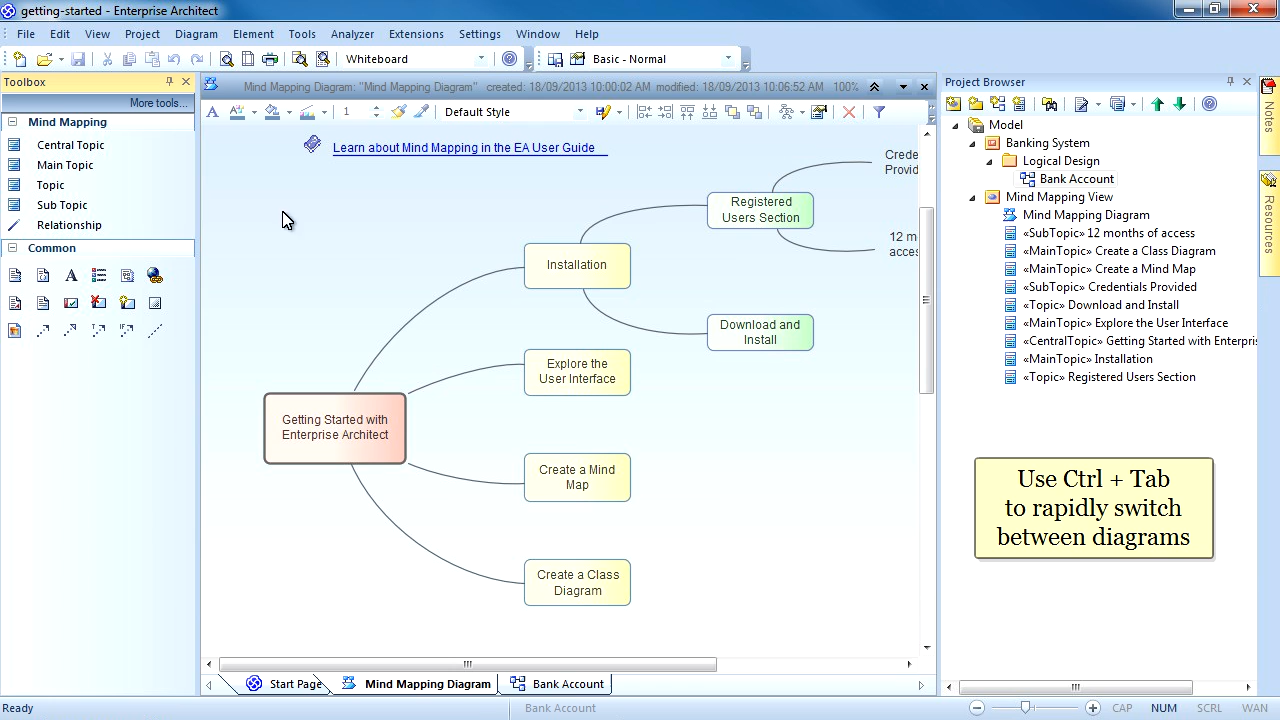 getting-started - Enterprise Architect
File Edit View Project Diagram Element Tools Analyzer Extensions Settings Window Help
Whiteboard
Basic - Normal
Toolbox
More tools...
Mind Mapping
Central Topic
Main Topic
Topic
Sub Topic
Relationship
Common
Mind Mapping Diagram: "Mind Mapping Diagram" created: 18/09/2013 10:00:02 AM modified: 18/09/2013 10:06:52 AM 100%
1
Default Style
Learn about Mind Mapping in the EA User Guide
Crede
Provid
Registered
Users Section
12 m
acces
Installation
Download and
Install
Explore the
User Interface
Getting Started with
Enterprise Architect
Create a Mind
Map
Create a Class
Diagram
Start Page
Mind Mapping Diagram
Bank Account
Project Browser
Model
Banking System
Logical Design
Bank Account
Mind Mapping View
Mind Mapping Diagram
«SubTopic» 12 months of access
«MainTopic» Create a Class Diagram
«MainTopic» Create a Mind Map
«SubTopic» Credentials Provided
«Topic» Download and Install
«MainTopic» Explore the User Interface
«CentralTopic» Getting Started with Enterpris
«MainTopic» Installation
«Topic» Registered Users Section
Use Ctrl + Tab
to rapidly switch
between diagrams
Notes
Resources
Ready
Bank Account
CAP NUM SCRL WAN